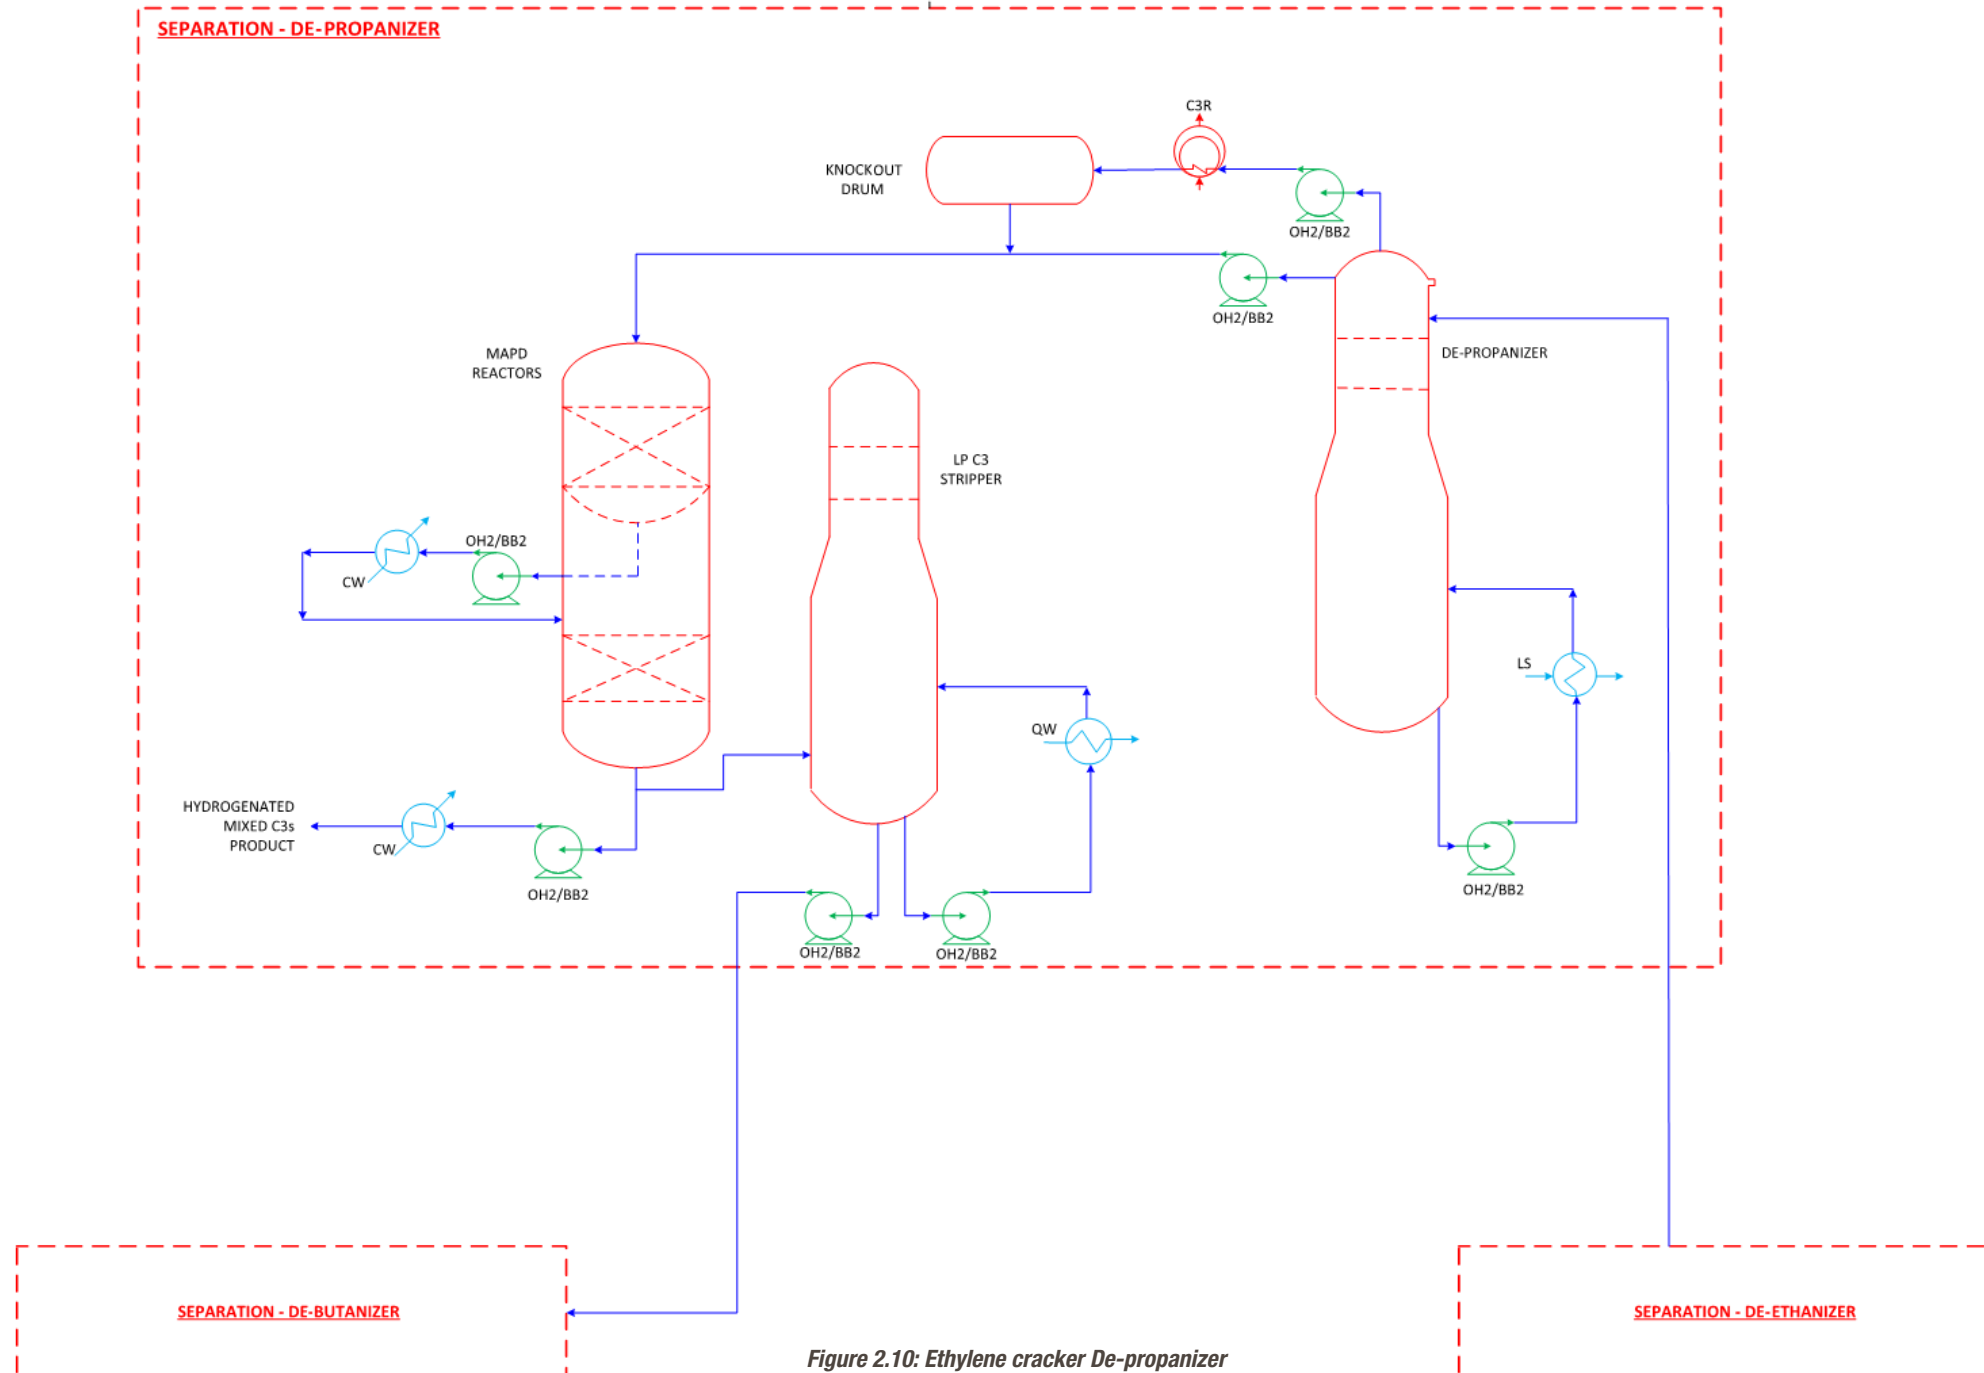 SEPARATION - DE-PROPANIZER
C3R
KNOCKOUT
DRUM
OH2/BB2
OH2/BB2
MAPD
REACTORS
DE-PROPANIZER
LP C3
STRIPPER
OH2/BB2
CW
LS
QW
HYDROGENATED
MIXED C3s
PRODUCT
CW
OH2/BB2
OH2/BB2
OH2/BB2
OH2/BB2
SEPARATION - DE-BUTANIZER
SEPARATION - DE-ETHANIZER
Figure 2.10: Ethylene cracker De-propanizer